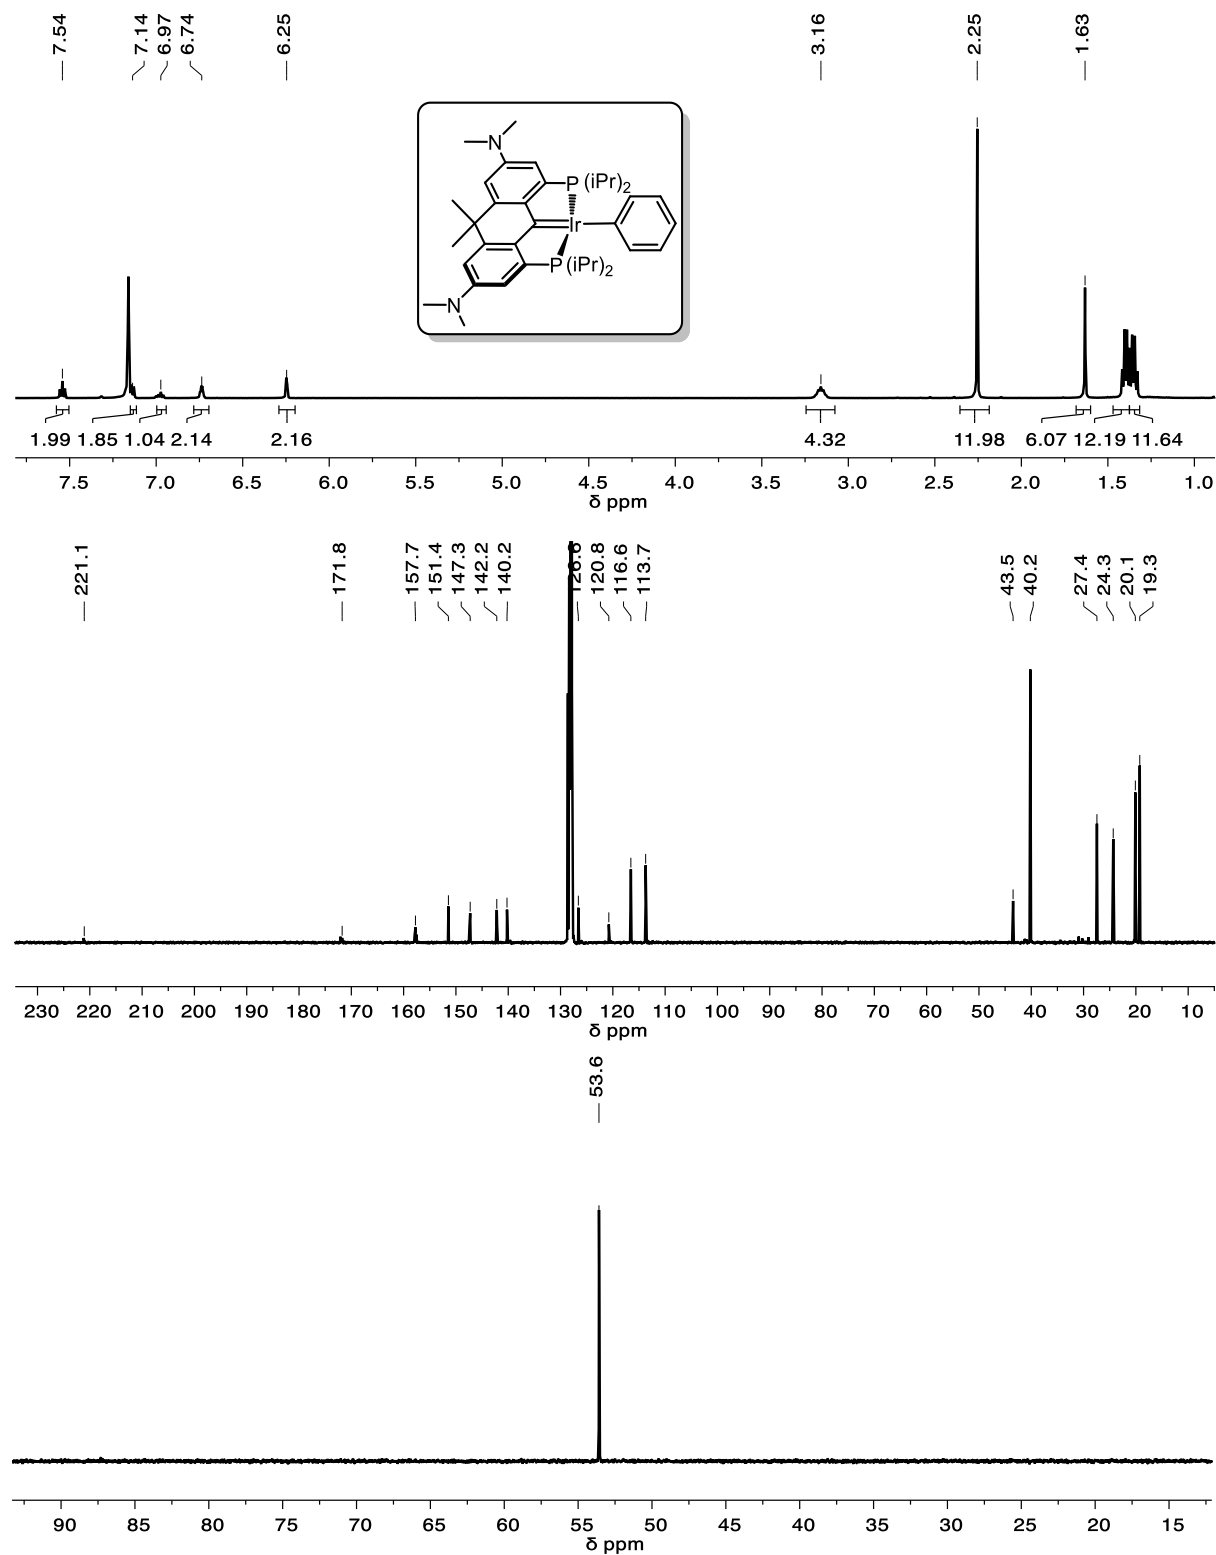 7.54 7.14 6.97 6.74 6.25 3.16 2.25 1.63
N
P (iPr)2
Ir
P(iPr)2
N
1.99 1.85 1.04 2.14 2.16 4.32 11.98 6.07 12.19 11.64
7.5 7.0 6.5 6.0 5.5 5.0 4.5 4.0 3.5 3.0 2.5 2.0 1.5 1.0
δ ppm
221.1 171.8 157.7 151.4 147.3 142.2 140.2 126.6 120.8 116.6 113.7 43.5 40.2 27.4 24.3 20.1 19.3
230 220 210 200 190 180 170 160 150 140 130 120 110 100 90 80 70 60 50 40 30 20 10
δ ppm
53.6
90 85 80 75 70 65 60 55 50 45 40 35 30 25 20 15
δ ppm